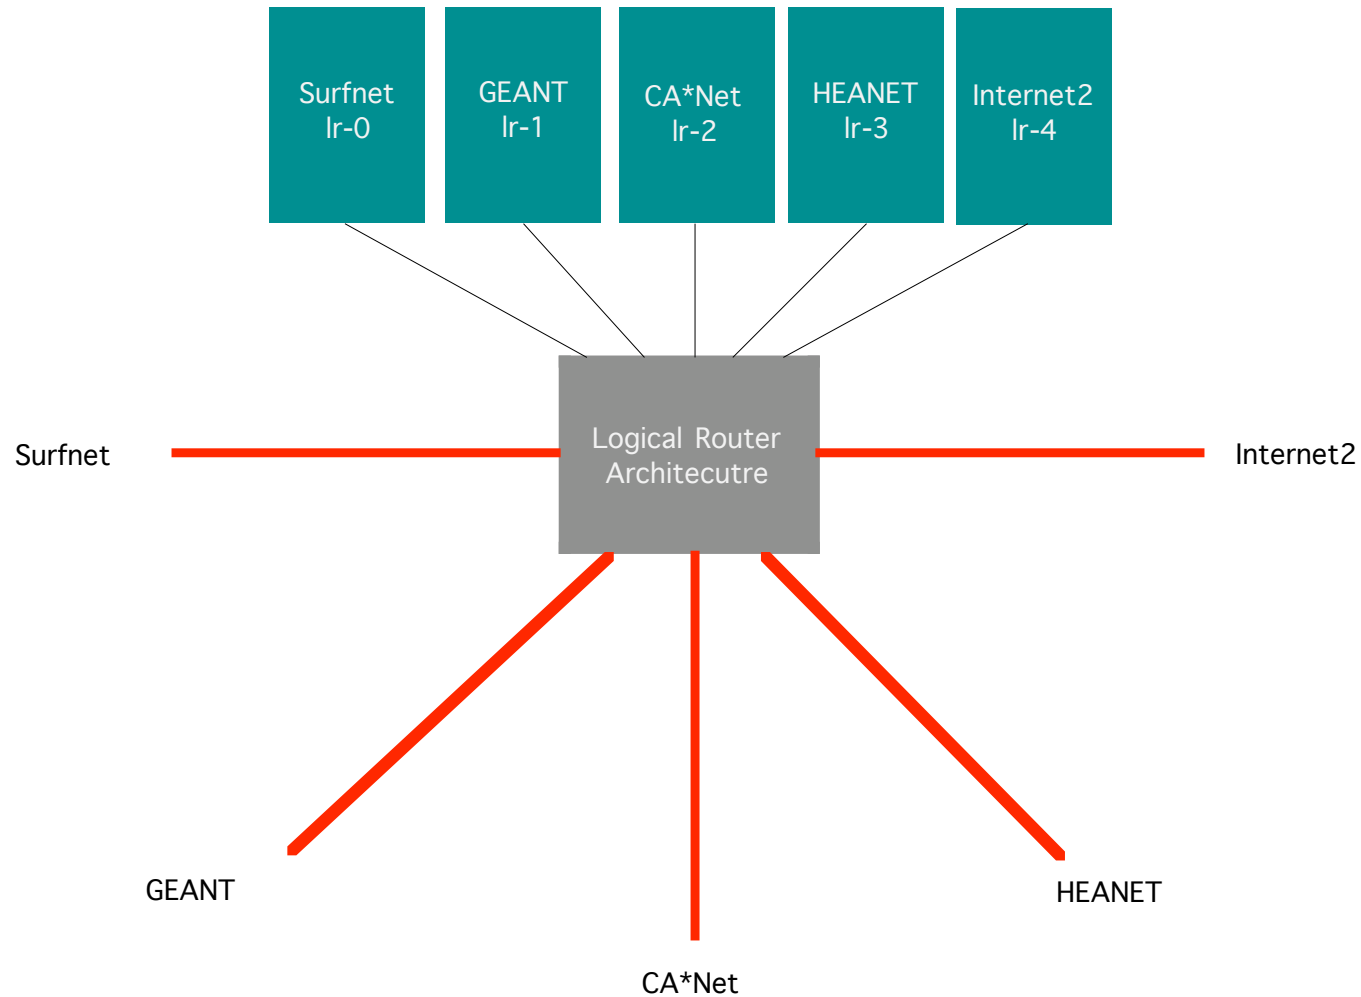 Surfnet
lr-0
GEANT
lr-1
CA*Net
lr-2
HEANET
lr-3
Internet2
lr-4
Logical Router
Architecutre
Surfnet
Internet2
GEANT
HEANET
CA*Net